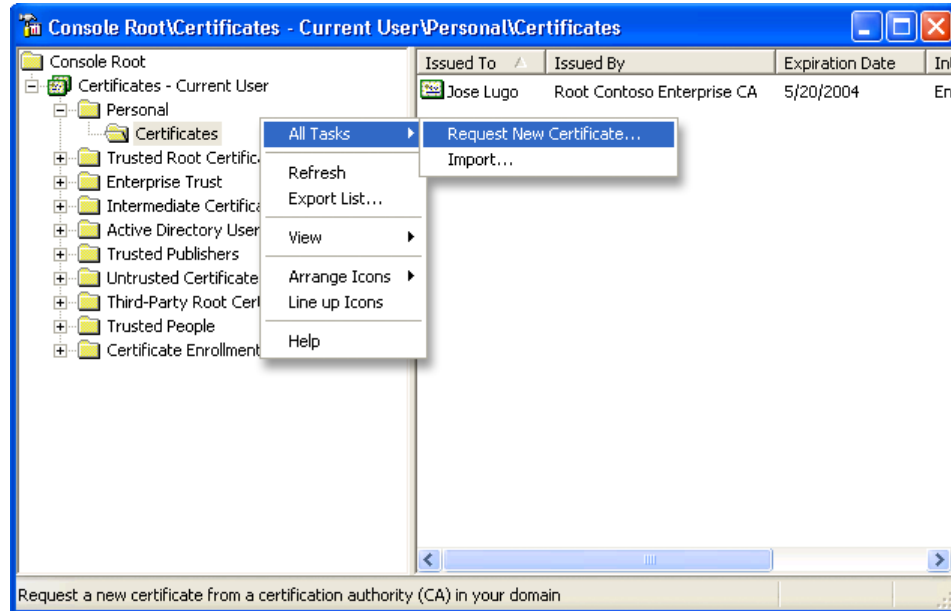 Console Root\Certificates - Current User\Personal\Certificates
Console Root
Certificates - Current User
Personal
Certificates
Trusted Root Certific
Enterprise Trust
Intermediate Certifica
Active Directory User
Trusted Publishers
Untrusted Certificate
Third-Party Root Cert
Trusted People
Certificate Enrollment
All Tasks
Refresh
Export List...
View
Arrange Icons
Line up Icons
Help
Request New Certificate...
Import...
Issued To Issued By Expiration Date Int
Jose Lugo Root Contoso Enterprise CA 5/20/2004 En
Request a new certificate from a certification authority (CA) in your domain